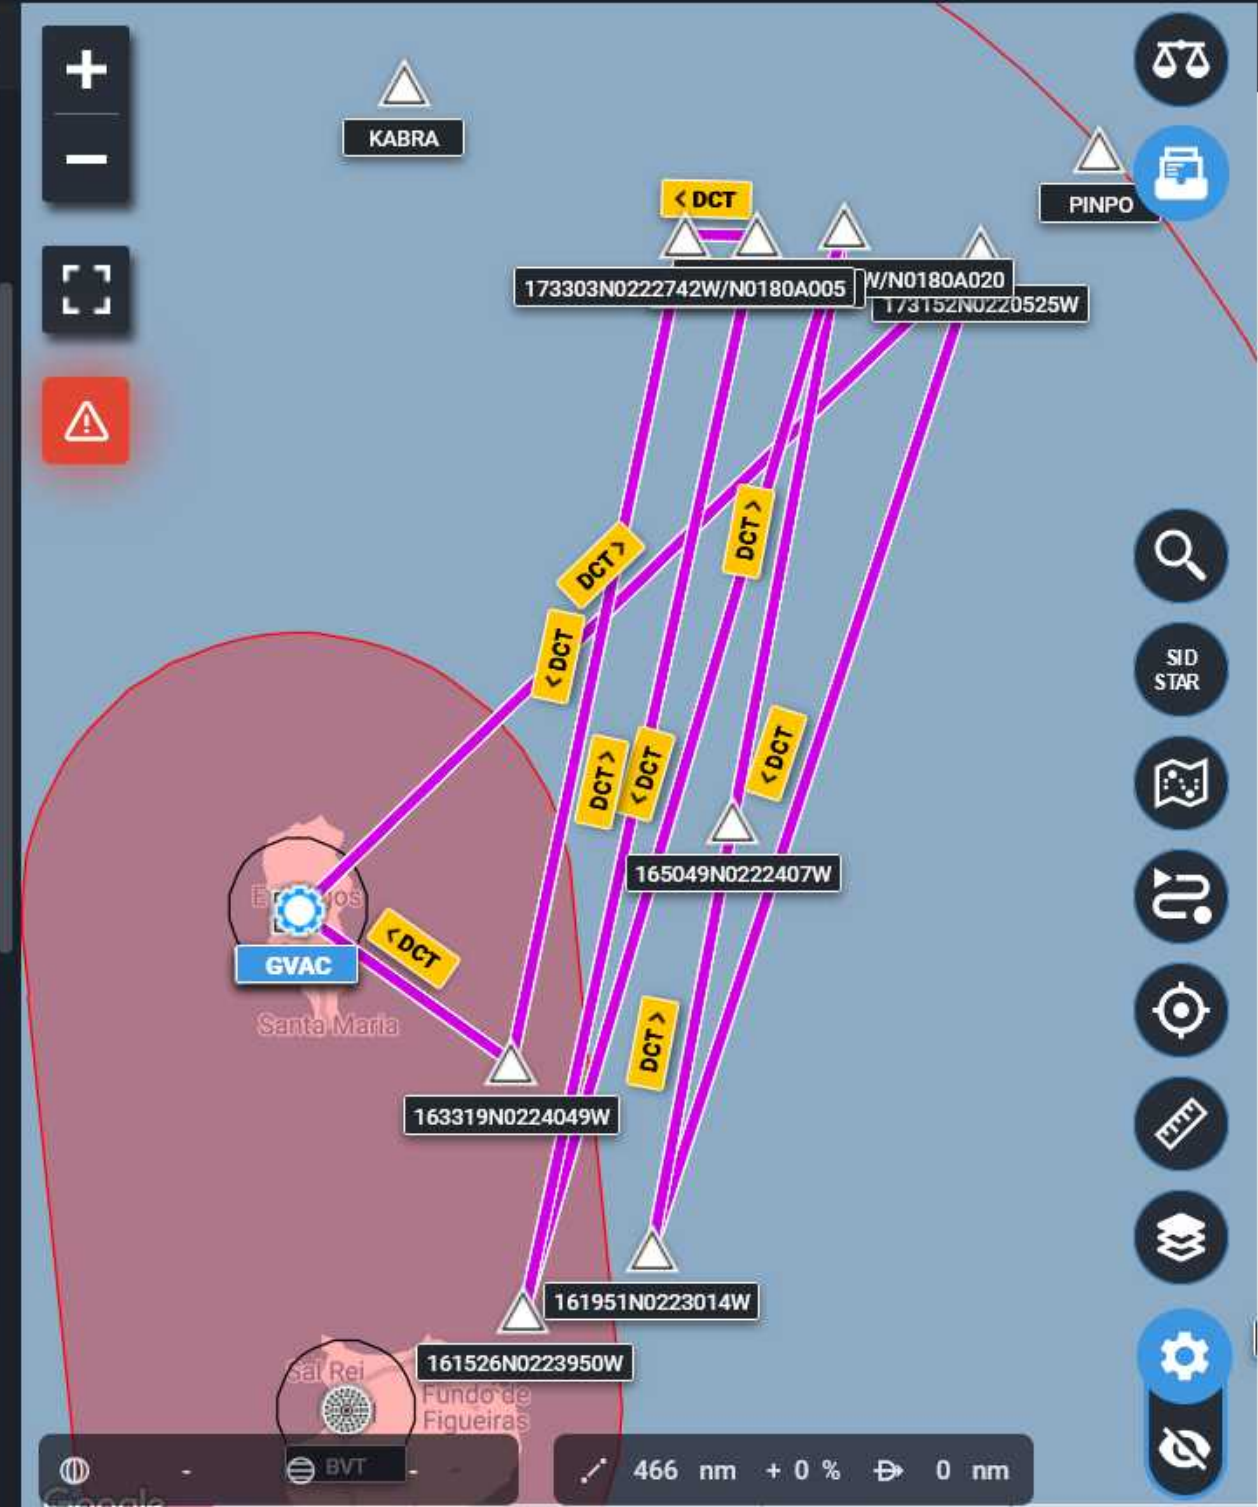 +
−
KABRA
PINPO
< DCT
173303N0222742W/N0180A005
W/N0180A020
173152N0220525W
DCT >
DCT >
< DCT
SID
STAR
DCT >
< DCT
< DCT
165049N0222407W
< DCT
GVAC
Santa Maria
163319N0224049W
DCT >
161951N0223014W
161526N0223950W
Sal Rei
Fundo de
Figueiras
BVT
- -
466 nm + 0 % 0 nm
Google